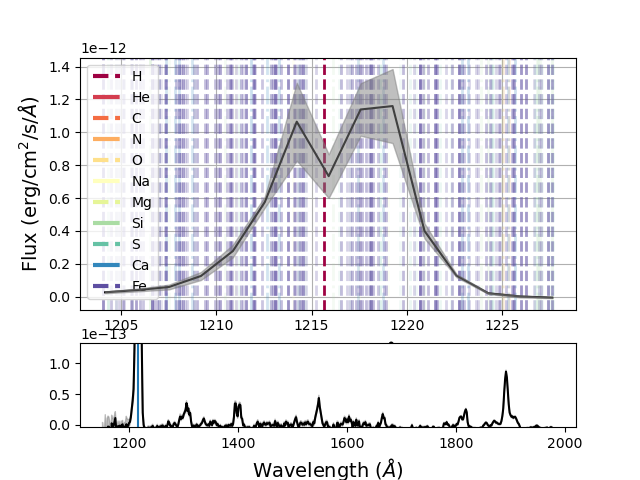 1e−12
1.4
1.2
1.0
0.8
0.6
0.4
0.2
0.0
Flux (erg/cm²/s/Å)
H
He
C
N
O
Na
Mg
Si
S
Ca
Fe
1205 1210 1215 1220 1225
1e−13
1.0
0.5
0.0
1200 1400 1600 1800 2000
Wavelength (Å)